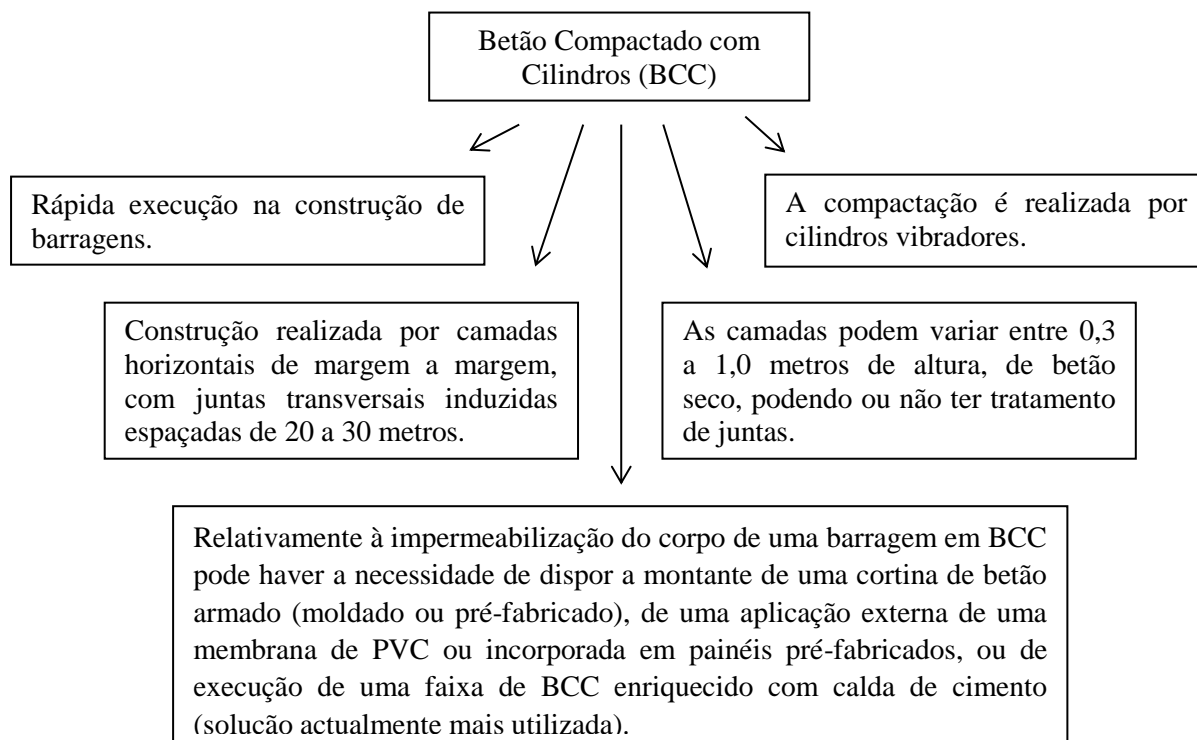 Betão Compactado com
Cilindros (BCC)
Rápida execução na construção de
barragens.
A compactação é realizada por
cilindros vibradores.
Construção realizada por camadas
horizontais de margem a margem,
com juntas transversais induzidas
espaçadas de 20 a 30 metros.
As camadas podem variar entre 0,3
a 1,0 metros de altura, de betão
seco, podendo ou não ter tratamento
de juntas.
Relativamente à impermeabilização do corpo de uma barragem em BCC
pode haver a necessidade de dispor a montante de uma cortina de betão
armado (moldado ou pré-fabricado), de uma aplicação externa de uma
membrana de PVC ou incorporada em painéis pré-fabricados, ou de
execução de uma faixa de BCC enriquecido com calda de cimento
(solução actualmente mais utilizada).